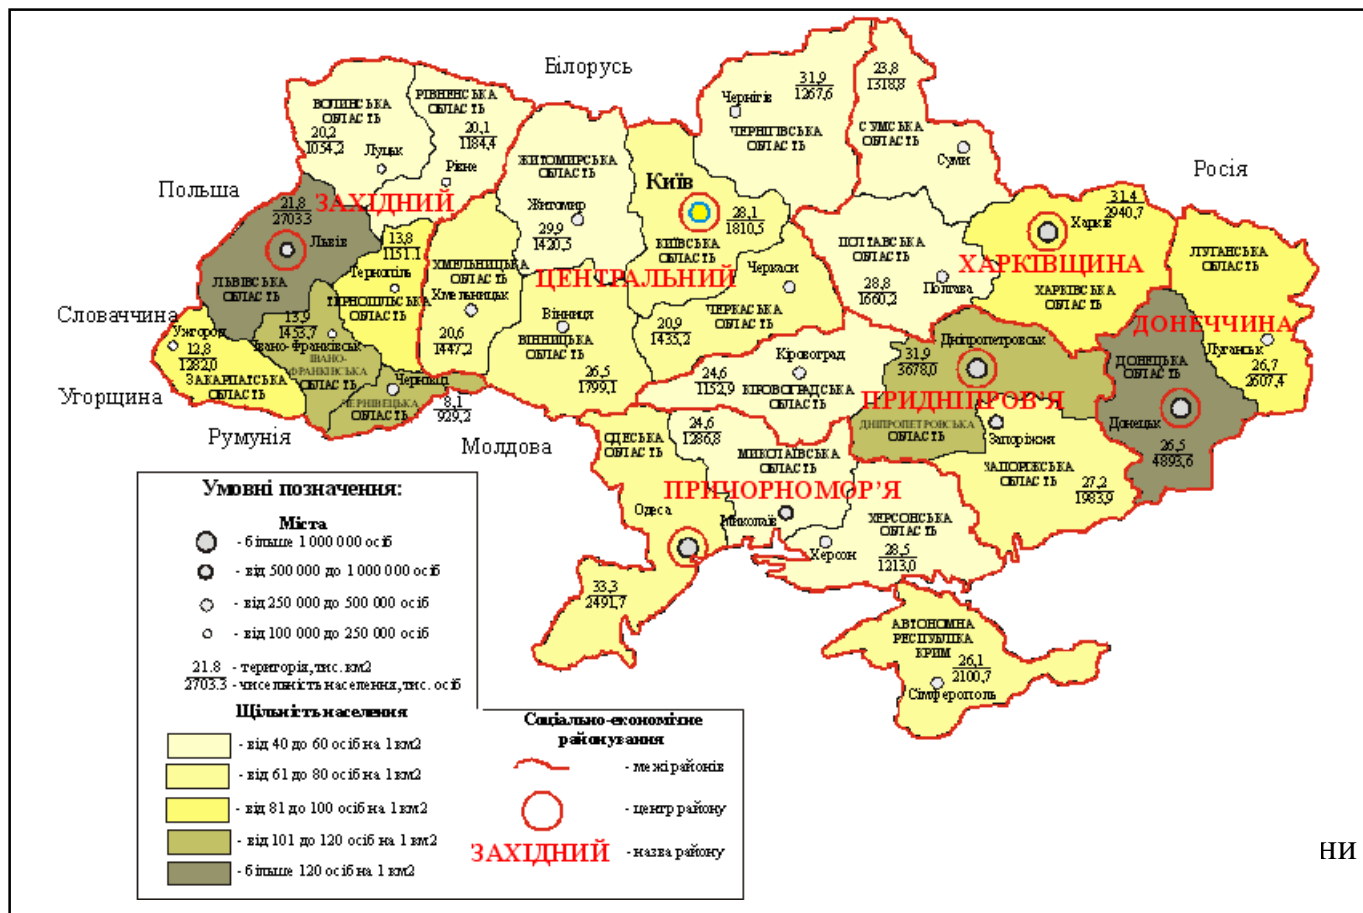 Білорусь
Росія
Польша
Словаччина
Угорщина
Румунія
Молдова
ВОЛИНСЬКА
ОБЛАСТЬ
20,2
1054,2
Луцьк
РІВНЕНСЬКА
ОБЛАСТЬ
20,1
1184,4
Рівне
ЖИТОМИРСЬКА
ОБЛАСТЬ
Житомир
29,9
1420,3
Київ
28,1
1810,5
КИЇВСЬКА
ОБЛАСТЬ
31,9
1267,6
Чернігів
ЧЕРНІГІВСЬКА
ОБЛАСТЬ
23,8
1318,8
СУМСЬКА
ОБЛАСТЬ
Суми
ЗАХІДНИЙ
21,8
2703,3
Львів
ЛЬВІВСЬКА
ОБЛАСТЬ
13,8
1151,1
Тернопіль
ТЕРНОПІЛЬСЬКА
ОБЛАСТЬ
ХМЕЛЬНИЦЬКА
ОБЛАСТЬ
Хмельницьк
20,6
1447,2
ЦЕНТРАЛЬНИЙ
Вінниця
ВІННИЦЬКА
ОБЛАСТЬ
26,5
1799,1
Черкаси
ЧЕРКАСЬКА
ОБЛАСТЬ
20,9
1433,2
ПОЛТАВСЬКА
ОБЛАСТЬ
28,8
1660,2
Полтава
31,4
2940,7
Харків
ХАРКІВЩИНА
ХАРКІВСЬКА
ОБЛАСТЬ
ЛУГАНСЬКА
ОБЛАСТЬ
ДОНЕЧЧИНА
Луганськ
26,7
2607,4
ДОНЕЦЬКА
ОБЛАСТЬ
Донецьк
26,5
4893,6
Ужгород
12,8
1282,0
ЗАКАРПАТСЬКА
ОБЛАСТЬ
13,9
1453,7
Івано-Франківськ
ІВАНО-
ФРАНКІВСЬКА
ОБЛАСТЬ
Чернівці
ЧЕРНІВЕЦЬКА
ОБЛАСТЬ
8,1
929,2
Кіровоград
24,6
1152,9
КІРОВОГРАДСЬКА
ОБЛАСТЬ
Дніпропетровськ
31,9
3678,0
ПРИДНІПРОВ'Я
ДНІПРОПЕТРОВСЬКА
ОБЛАСТЬ
Запоріжжя
ЗАПОРІЖСЬКА
ОБЛАСТЬ
27,2
1983,9
ОДЕСЬКА
ОБЛАСТЬ
24,6
1286,8
МИКОЛАЇВСЬКА
ОБЛАСТЬ
ПРИЧОРНОМОР’Я
Одеса
Миколаїв
ХЕРСОНСЬКА
ОБЛАСТЬ
Херсон
28,5
1213,0
33,3
2491,7
АВТОНОМНА
РЕСПУБЛІКА
КРИМ
26,1
2100,7
Сімферополь
Умовні позначення:
Міста
- більше 1 000 000 осіб
- від 500 000 до 1 000 000 осіб
- від 250 000 до 500 000 осіб
- від 100 000 до 250 000 осіб
21.8 - територія, тис. км2
2703.3 - чисельність населення, тис. осіб
Щільність населення
- від 40 до 60 осіб на 1 км2
- від 61 до 80 осіб на 1 км2
- від 81 до 100 осіб на 1 км2
- від 101 до 120 осіб на 1 км2
- більше 120 осіб на 1 км2
Соціально-економічне
районування
- межі районів
- центр району
ЗАХІДНИЙ - назва району
ни